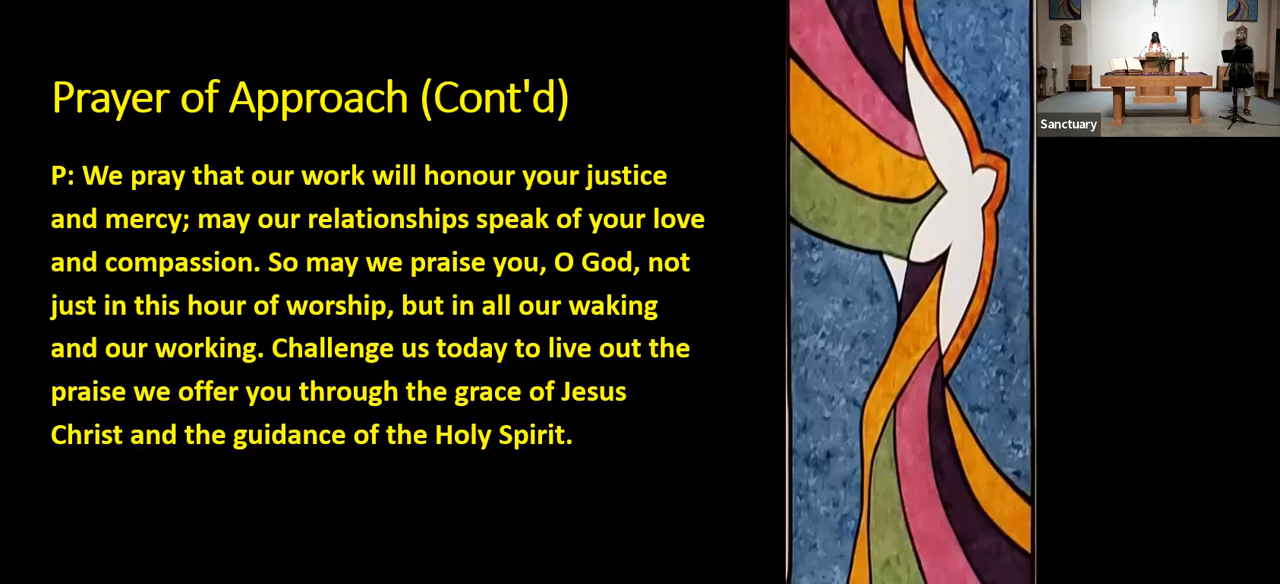 Prayer of Approach (Cont'd)
P: We pray that our work will honour your justice
and mercy; may our relationships speak of your love
and compassion. So may we praise you, O God, not
just in this hour of worship, but in all our waking
and our working. Challenge us today to live out the
praise we offer you through the grace of Jesus
Christ and the guidance of the Holy Spirit.
Sanctuary